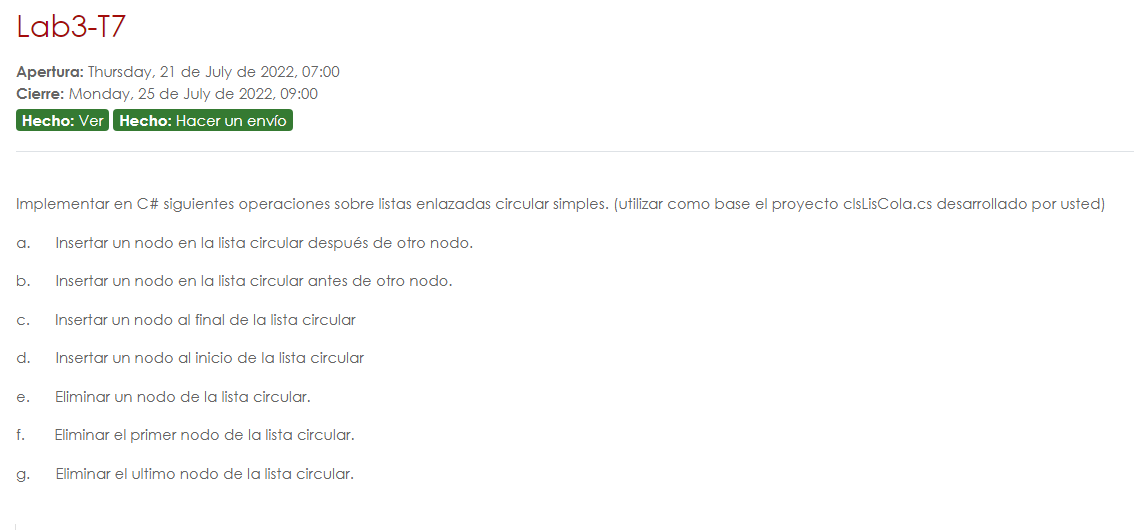 Lab3-T7
Apertura: Thursday, 21 de July de 2022, 07:00
Cierre: Monday, 25 de July de 2022, 09:00
Hecho: Ver Hecho: Hacer un envío
Implementar en C# siguientes operaciones sobre listas enlazadas circular simples. (utilizar como base el proyecto clsLisCola.cs desarrollado por usted)
a. Insertar un nodo en la lista circular después de otro nodo.
b. Insertar un nodo en la lista circular antes de otro nodo.
c. Insertar un nodo al final de la lista circular
d. Insertar un nodo al inicio de la lista circular
e. Eliminar un nodo de la lista circular.
f. Eliminar el primer nodo de la lista circular.
g. Eliminar el ultimo nodo de la lista circular.